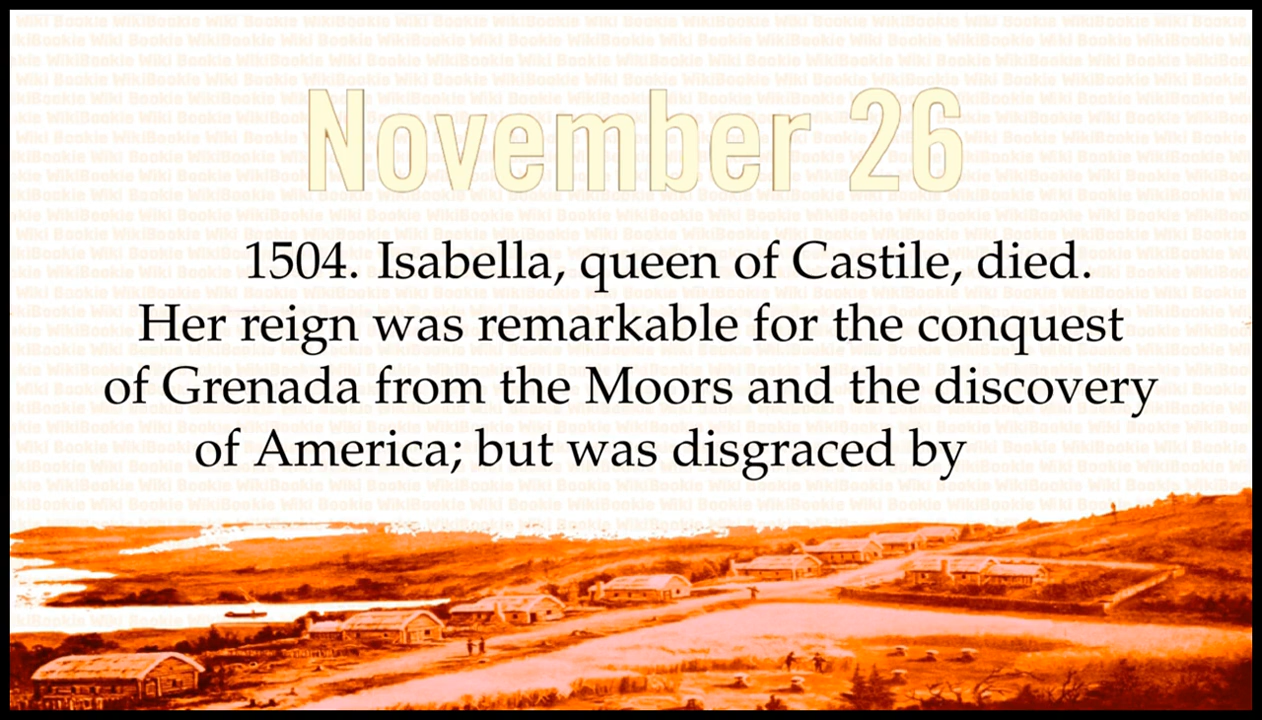 November 26
1504. Isabella, queen of Castile, died.
Her reign was remarkable for the conquest
of Grenada from the Moors and the discovery
of America; but was disgraced by